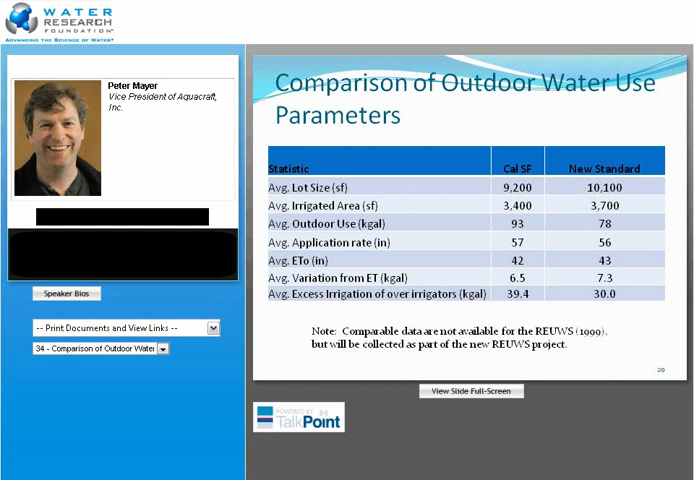 WATER
RESEARCH
FOUNDATION
ADVANCING THE SCIENCE OF WATER
Peter Mayer
Vice President of Aquacraft,
Inc.
Speaker Bios
-- Print Documents and View Links --
34 - Comparison of Outdoor Water
Comparison of Outdoor Water Use
Parameters
Statistic Cal SF New Standard
Avg. Lot Size (sf) 9,200 10,100
Avg. Irrigated Area (sf) 3,400 3,700
Avg. Outdoor Use (kgal) 93 78
Avg. Application rate (in) 57 56
Avg. ETo (in) 42 43
Avg. Variation from ET (kgal) 6.5 7.3
Avg. Excess Irrigation of over irrigators (kgal) 39.4 30.0
Note: Comparable data are not available for the REUWS (1999),
but will be collected as part of the new REUWS project.
20
View Slide Full-Screen
POWERED BY
TalkPoint